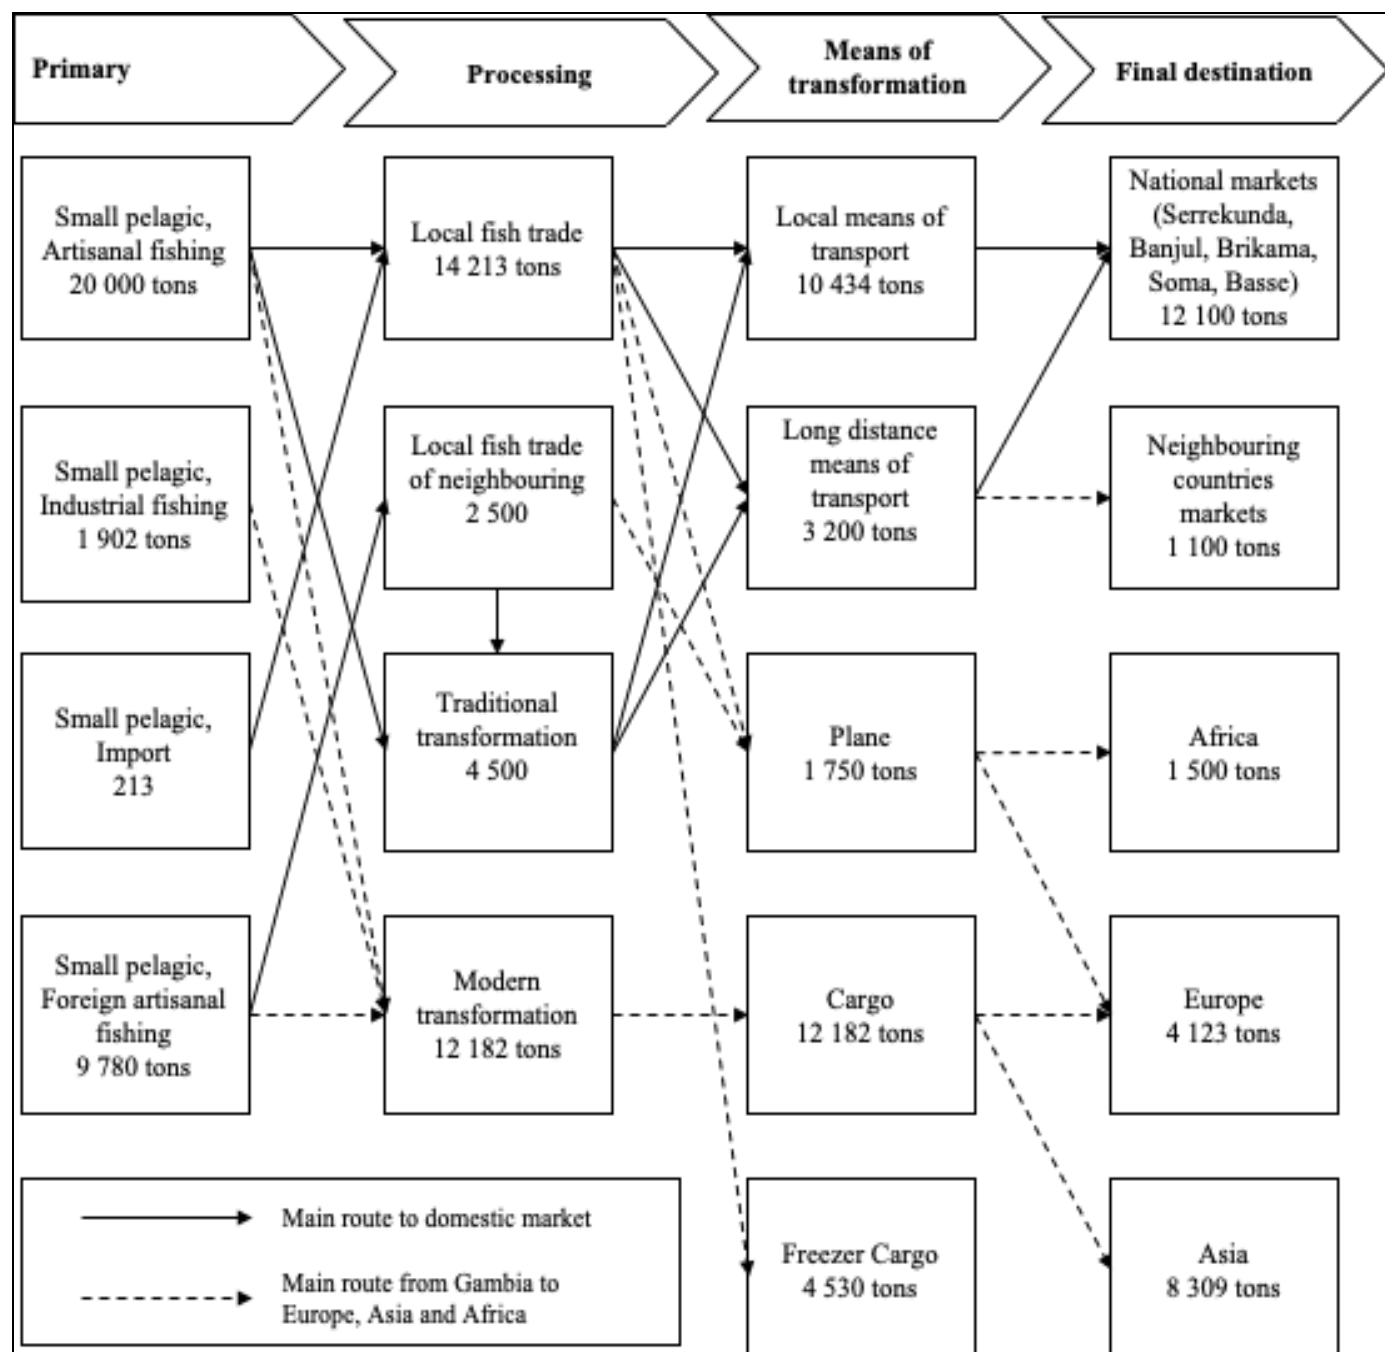 Primary
Processing
Means of
transformation
Final destination
Small pelagic,
Artisanal fishing
20 000 tons
Local fish trade
14 213 tons
Local means of
transport
10 434 tons
National markets
(Serrekunda,
Banjul, Brikama,
Soma, Basse)
12 100 tons
Small pelagic,
Industrial fishing
1 902 tons
Local fish trade
of neighbouring
2 500
Long distance
means of
transport
3 200 tons
Neighbouring
countries
markets
1 100 tons
Small pelagic,
Import
213
Traditional
transformation
4 500
Plane
1 750 tons
Africa
1 500 tons
Small pelagic,
Foreign artisanal
fishing
9 780 tons
Modern
transformation
12 182 tons
Cargo
12 182 tons
Europe
4 123 tons
Main route to domestic market
Main route from Gambia to
Europe, Asia and Africa
Freezer Cargo
4 530 tons
Asia
8 309 tons